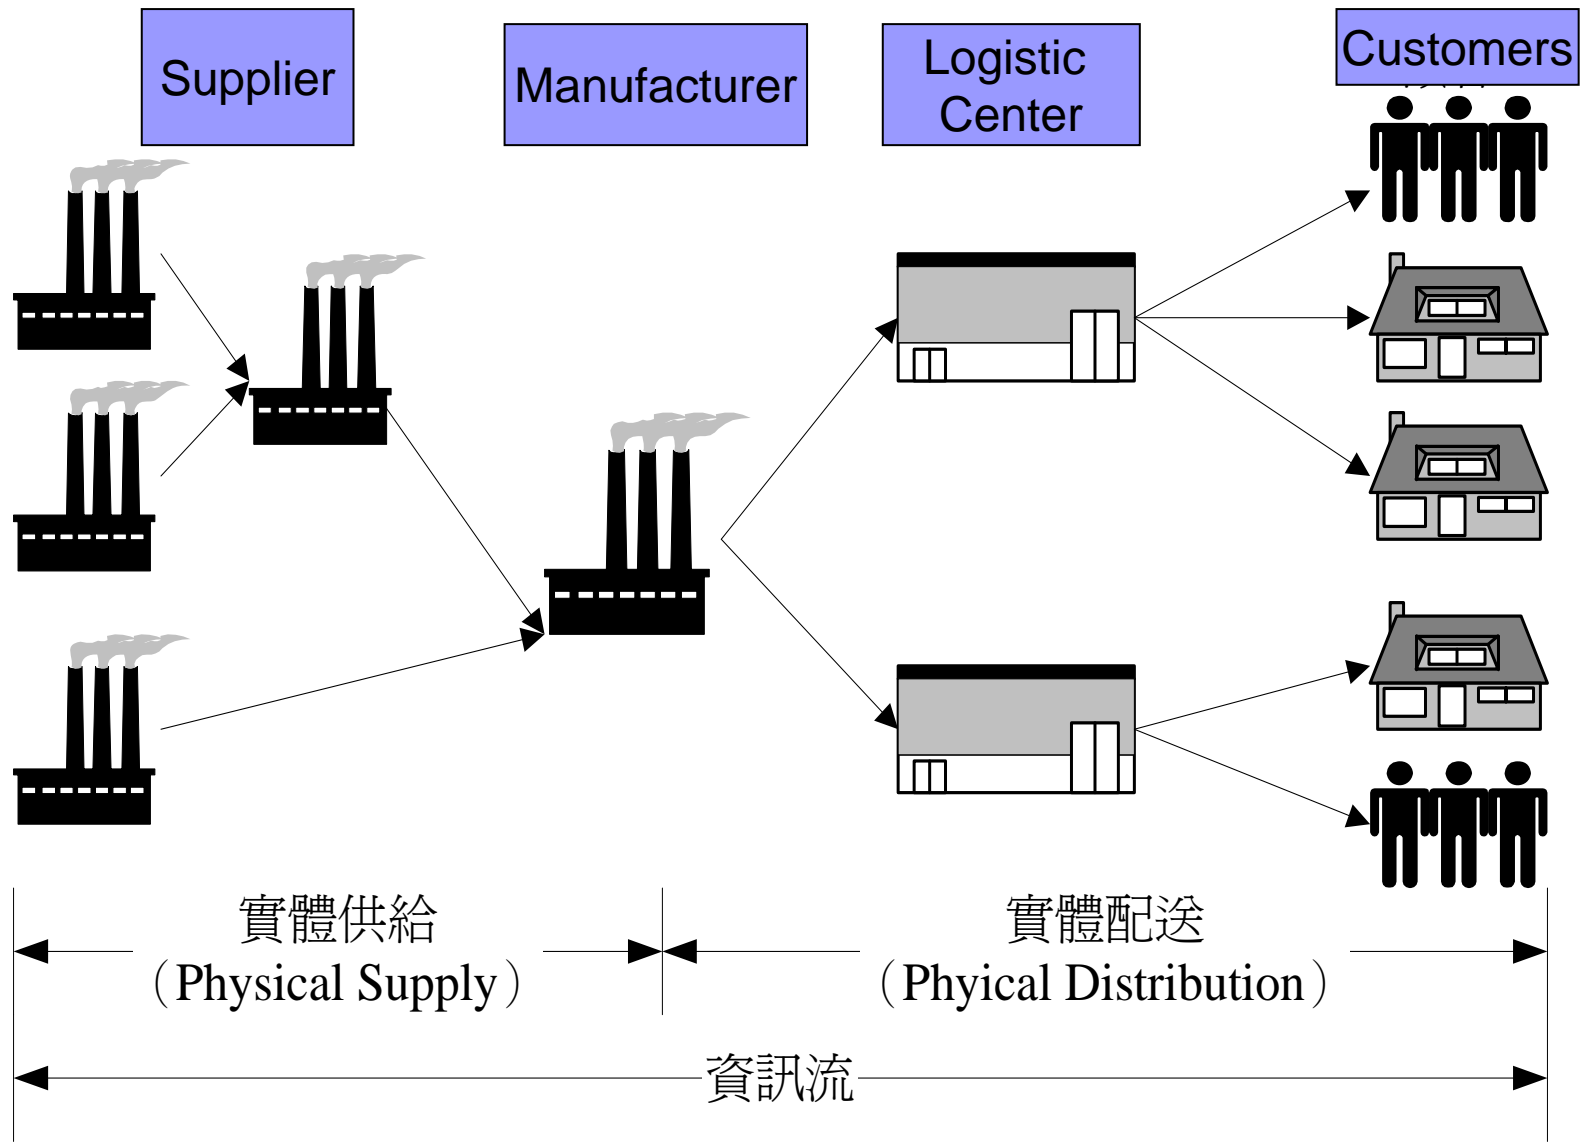 Supplier
Manufacturer
Logistic
Center
Customers
實體供給
（Physical Supply）
實體配送
（Phyical Distribution）
資訊流